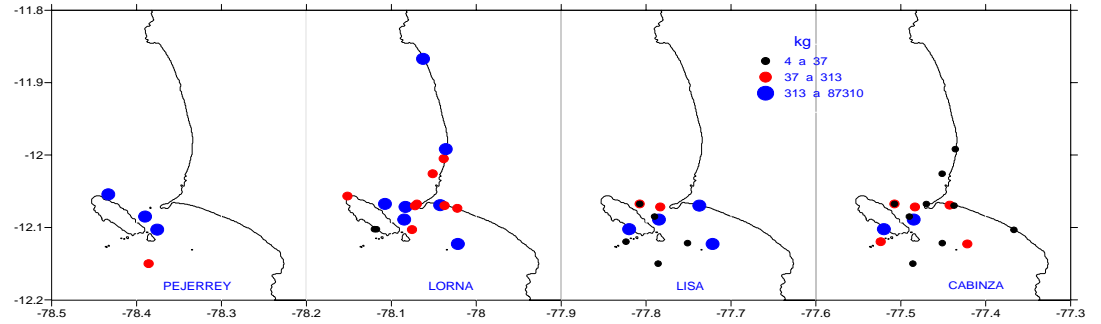 -11.8
-11.9
-12
-12.1
-12.2
kg
4 a 37
37 a 313
313 a 87310
PEJERREY
LORNA
LISA
CABINZA
-78.5
-78.4
-78.3
-78.2
-78.1
-78
-77.9
-77.8
-77.7
-77.6
-77.5
-77.4
-77.3